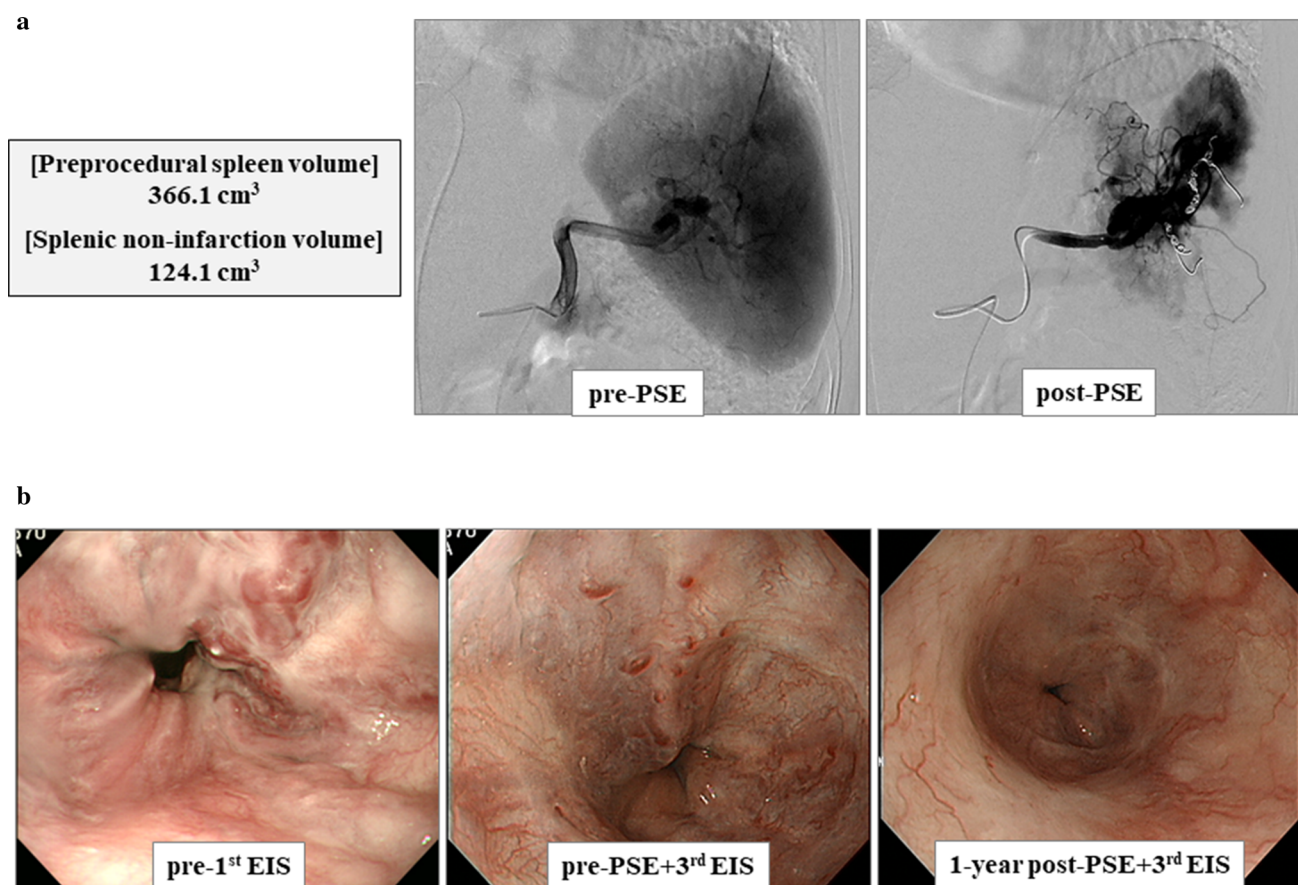 a
[Preprocedural spleen volume]
366.1 cm³
[Splenic non-infarction volume]
124.1 cm³
pre-PSE
post-PSE
b
pre-1st EIS
pre-PSE+3rd EIS
1-year post-PSE+3rd EIS